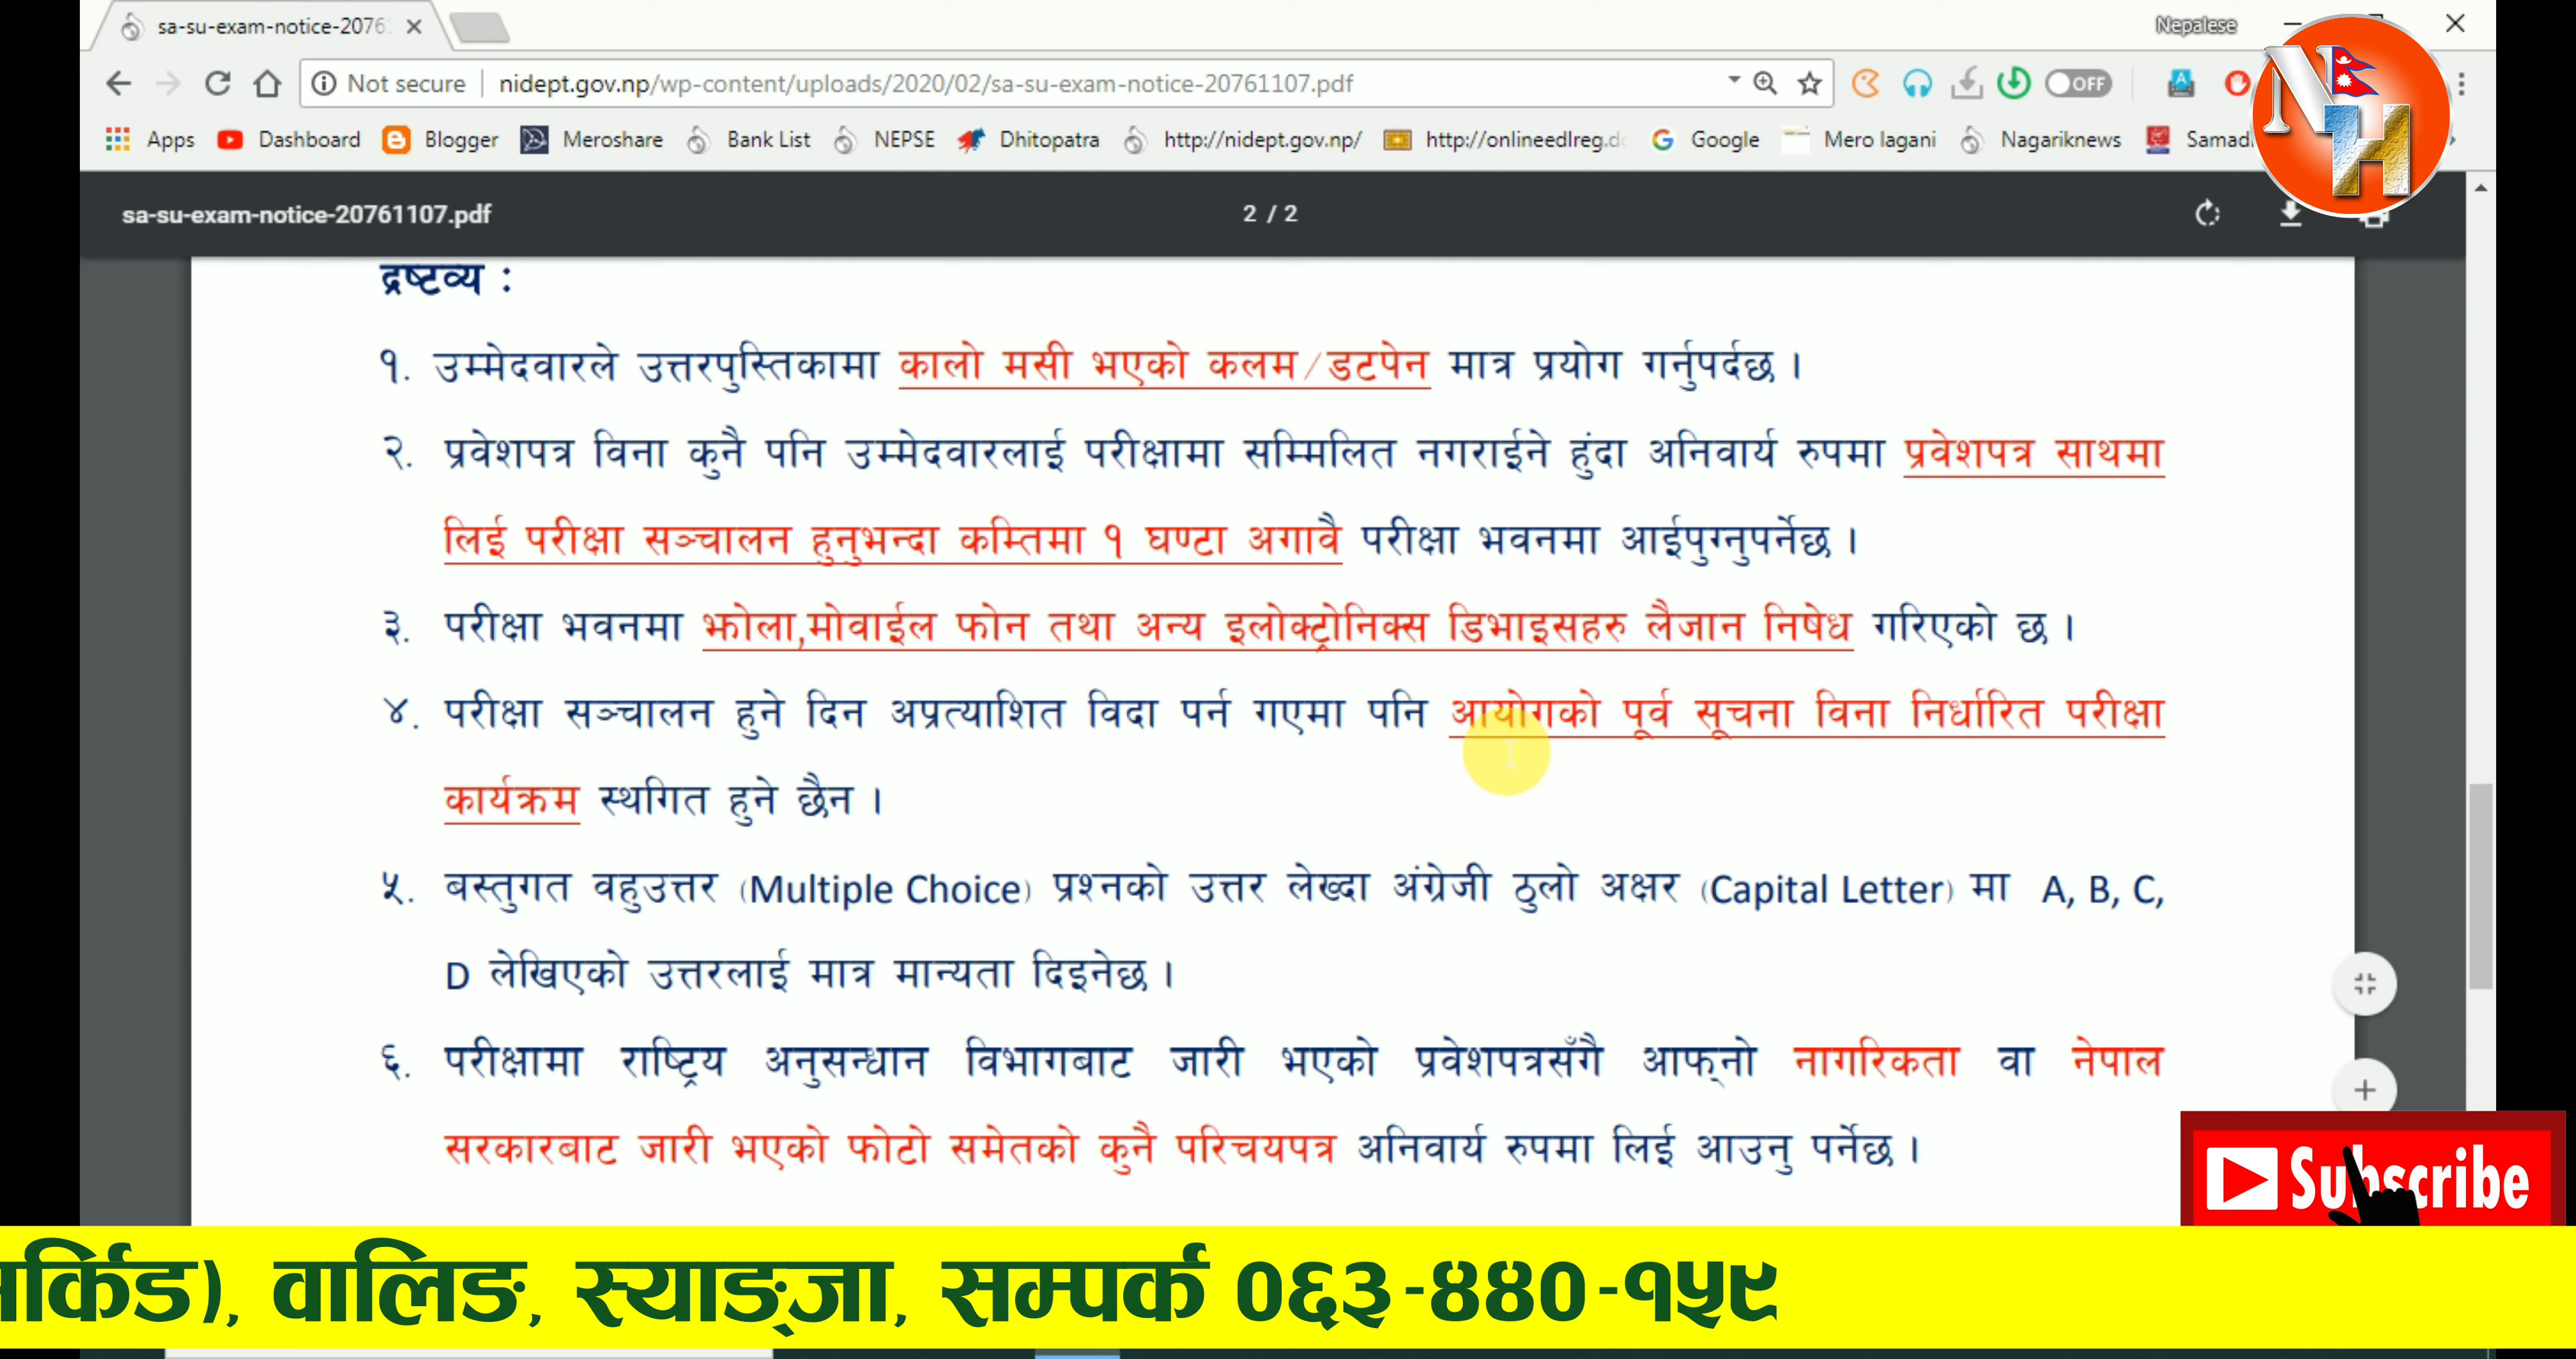 sa-su-exam-notice-2076
Nepalese
Not secure | nidept.gov.np/wp-content/uploads/2020/02/sa-su-exam-notice-20761107.pdf
OFF
Apps Dashboard Blogger Meroshare Bank List NEPSE Dhitopatra http://nidept.gov.np/ http://onlineedlreg.d Google Mero lagani Nagariknews Samad
NH
sa-su-exam-notice-20761107.pdf 2 / 2
द्रष्टव्य :
१. उम्मेदवारले उत्तरपुस्तिकामा कालो मसी भएको कलम/डटपेन मात्र प्रयोग गर्नुपर्दछ ।
२. प्रवेशपत्र विना कुनै पनि उम्मेदवारलाई परीक्षामा सम्मिलित नगराईने हुंदा अनिवार्य रुपमा प्रवेशपत्र साथमा
लिई परीक्षा सञ्चालन हुनुभन्दा कम्तिमा १ घण्टा अगावै परीक्षा भवनमा आईपुग्नुपर्नेछ ।
३. परीक्षा भवनमा झोला,मोवाईल फोन तथा अन्य इलोक्ट्रोनिक्स डिभाइसहरु लैजान निषेध गरिएको छ ।
४. परीक्षा सञ्चालन हुने दिन अप्रत्याशित विदा पर्न गएमा पनि आयोगको पूर्व सूचना विना निर्धारित परीक्षा
कार्यक्रम स्थगित हुने छैन ।
५. बस्तुगत वहुउत्तर (Multiple Choice) प्रश्नको उत्तर लेख्दा अंग्रेजी ठुलो अक्षर (Capital Letter) मा A, B, C,
D लेखिएको उत्तरलाई मात्र मान्यता दिइनेछ ।
६. परीक्षामा राष्ट्रिय अनुसन्धान विभागबाट जारी भएको प्रवेशपत्रसँगै आफ्‍नो नागरिकता वा नेपाल
सरकारबाट जारी भएको फोटो समेतको कुनै परिचयपत्र अनिवार्य रुपमा लिई आउनु पर्नेछ ।
Subscribe
र्किड), वालिङ, स्याङ्जा, सम्पर्क ०६३-४४०-१५९